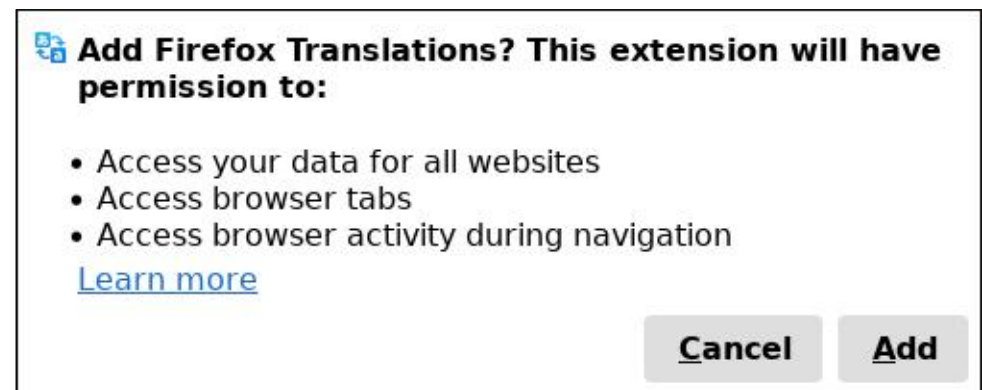 Add Firefox Translations? This extension will have
permission to:
• Access your data for all websites
• Access browser tabs
• Access browser activity during navigation
Learn more
Cancel Add